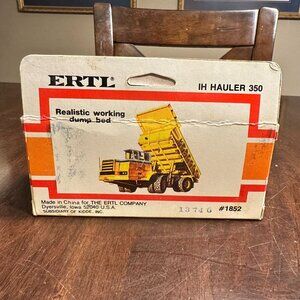 ERTL®
IH HAULER 350
Realistic working
dump bed
Made in China for THE ERTL COMPANY
Dyersville, Iowa 52040 U.S.A.
SUBSIDIARY OF KIDDE, INC.
13746
#1852